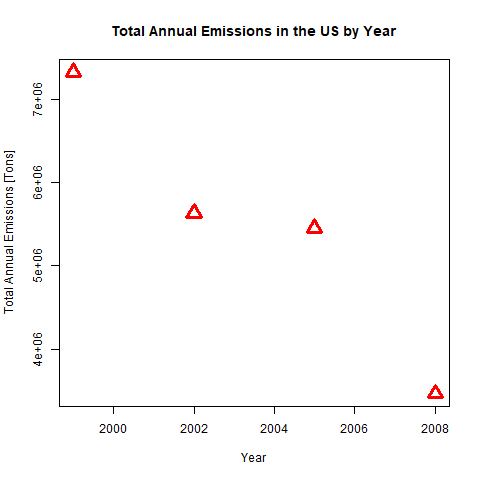 Total Annual Emissions in the US by Year
Total Annual Emissions [Tons]
7e+06
6e+06
5e+06
4e+06
2000 2002 2004 2006 2008
Year